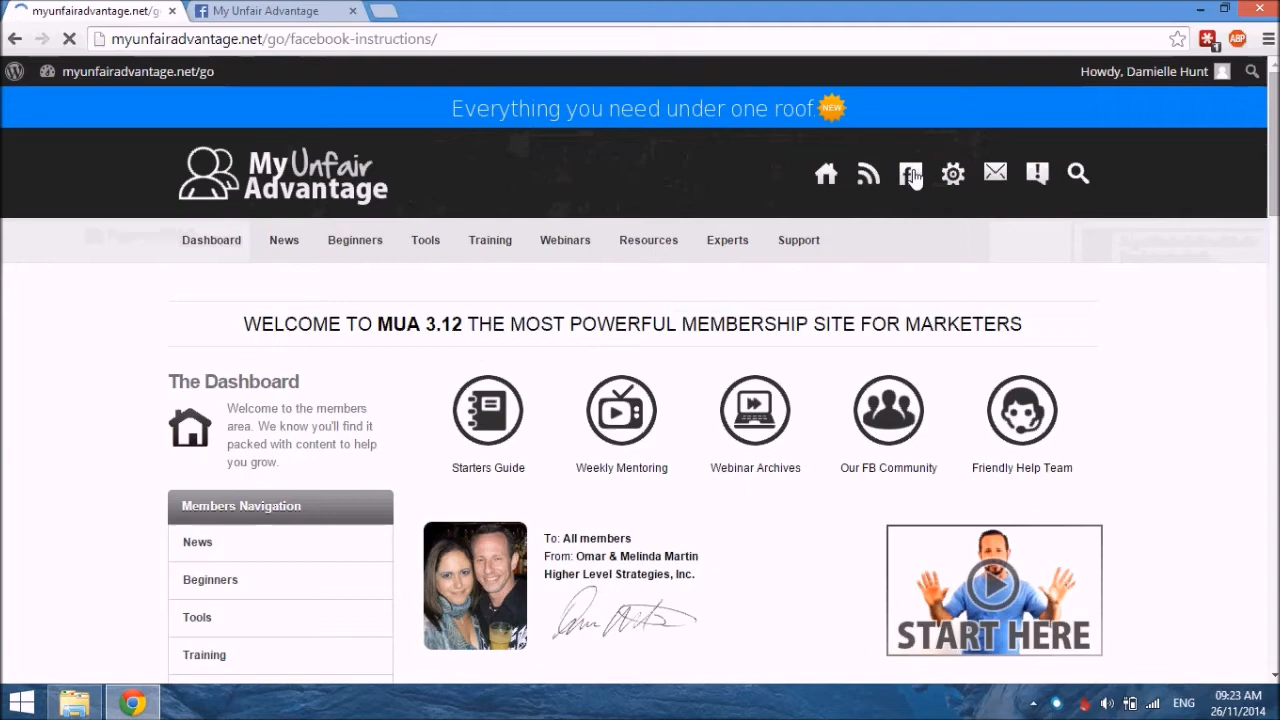 myunfairadvantage.net/g
My Unfair Advantage
myunfairadvantage.net/go/facebook-instructions/
1
ABP
myunfairadvantage.net/go
Howdy, Damielle Hunt
Everything you need under one roof. NEW
My Unfair
Advantage
Dashboard News Beginners Tools Training Webinars Resources Experts Support
WELCOME TO MUA 3.12 THE MOST POWERFUL MEMBERSHIP SITE FOR MARKETERS
The Dashboard
Welcome to the members
area. We know you'll find it
packed with content to help
you grow.
Starters Guide Weekly Mentoring Webinar Archives Our FB Community Friendly Help Team
Members Navigation
News
Beginners
Tools
Training
To: All members
From: Omar & Melinda Martin
Higher Level Strategies, Inc.
START HERE
ENG
09:23 AM
26/11/2014